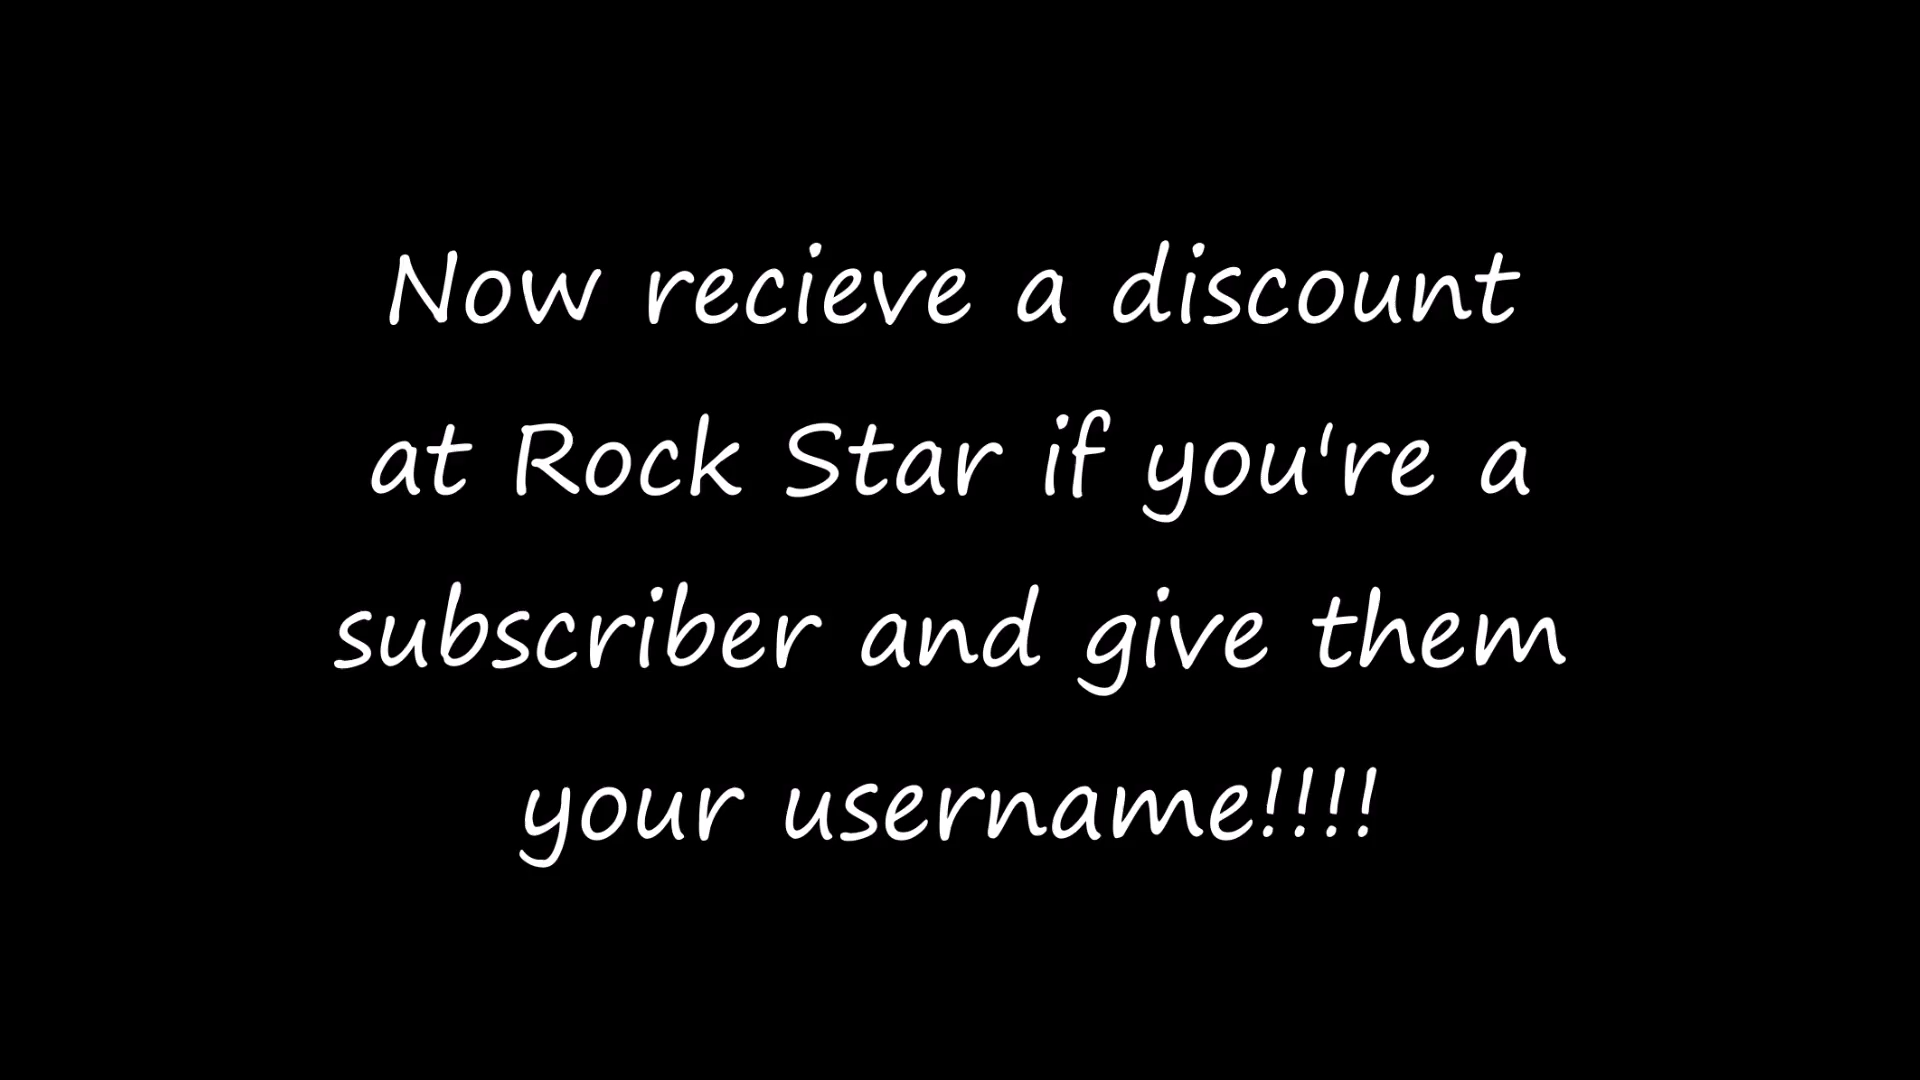 Now recieve a discount
at Rock Star if you're a
subscriber and give them
your username!!!!